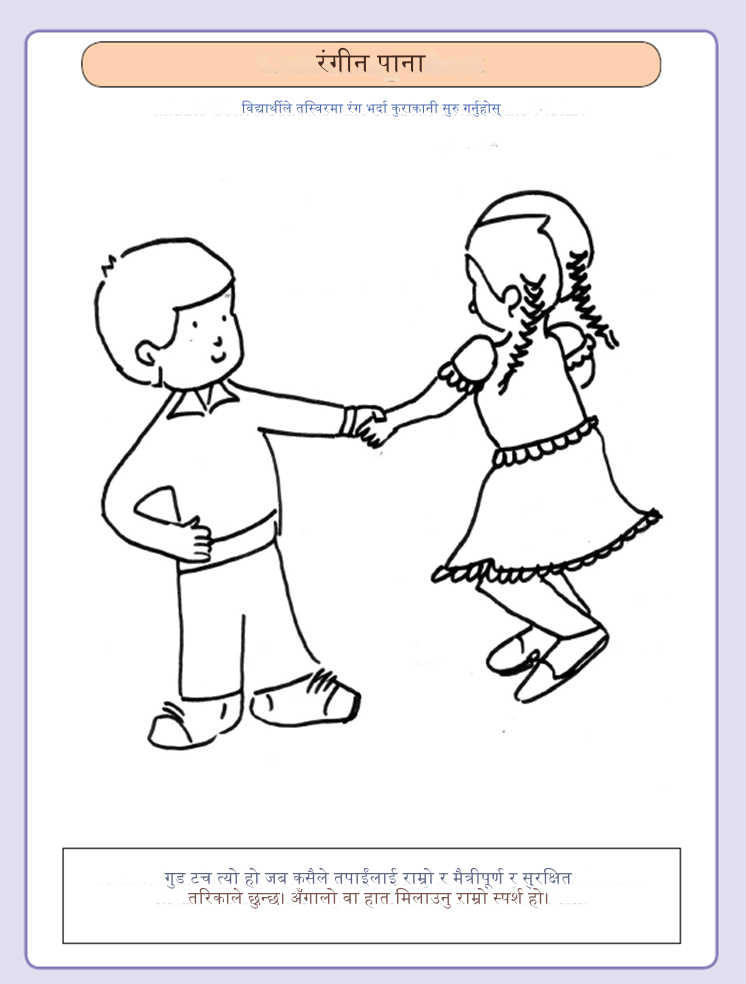 रंगीन पाना
विद्यार्थीले तस्विरमा रंग भर्दा कुराकानी सुरु गर्नुहोस्
गुड टच त्यो हो जब कसैले तपाईंलाई राम्रो र मैत्रीपूर्ण र सुरक्षित
तरिकाले छुन्छ। अँगालो वा हात मिलाउनु राम्रो स्पर्श हो।